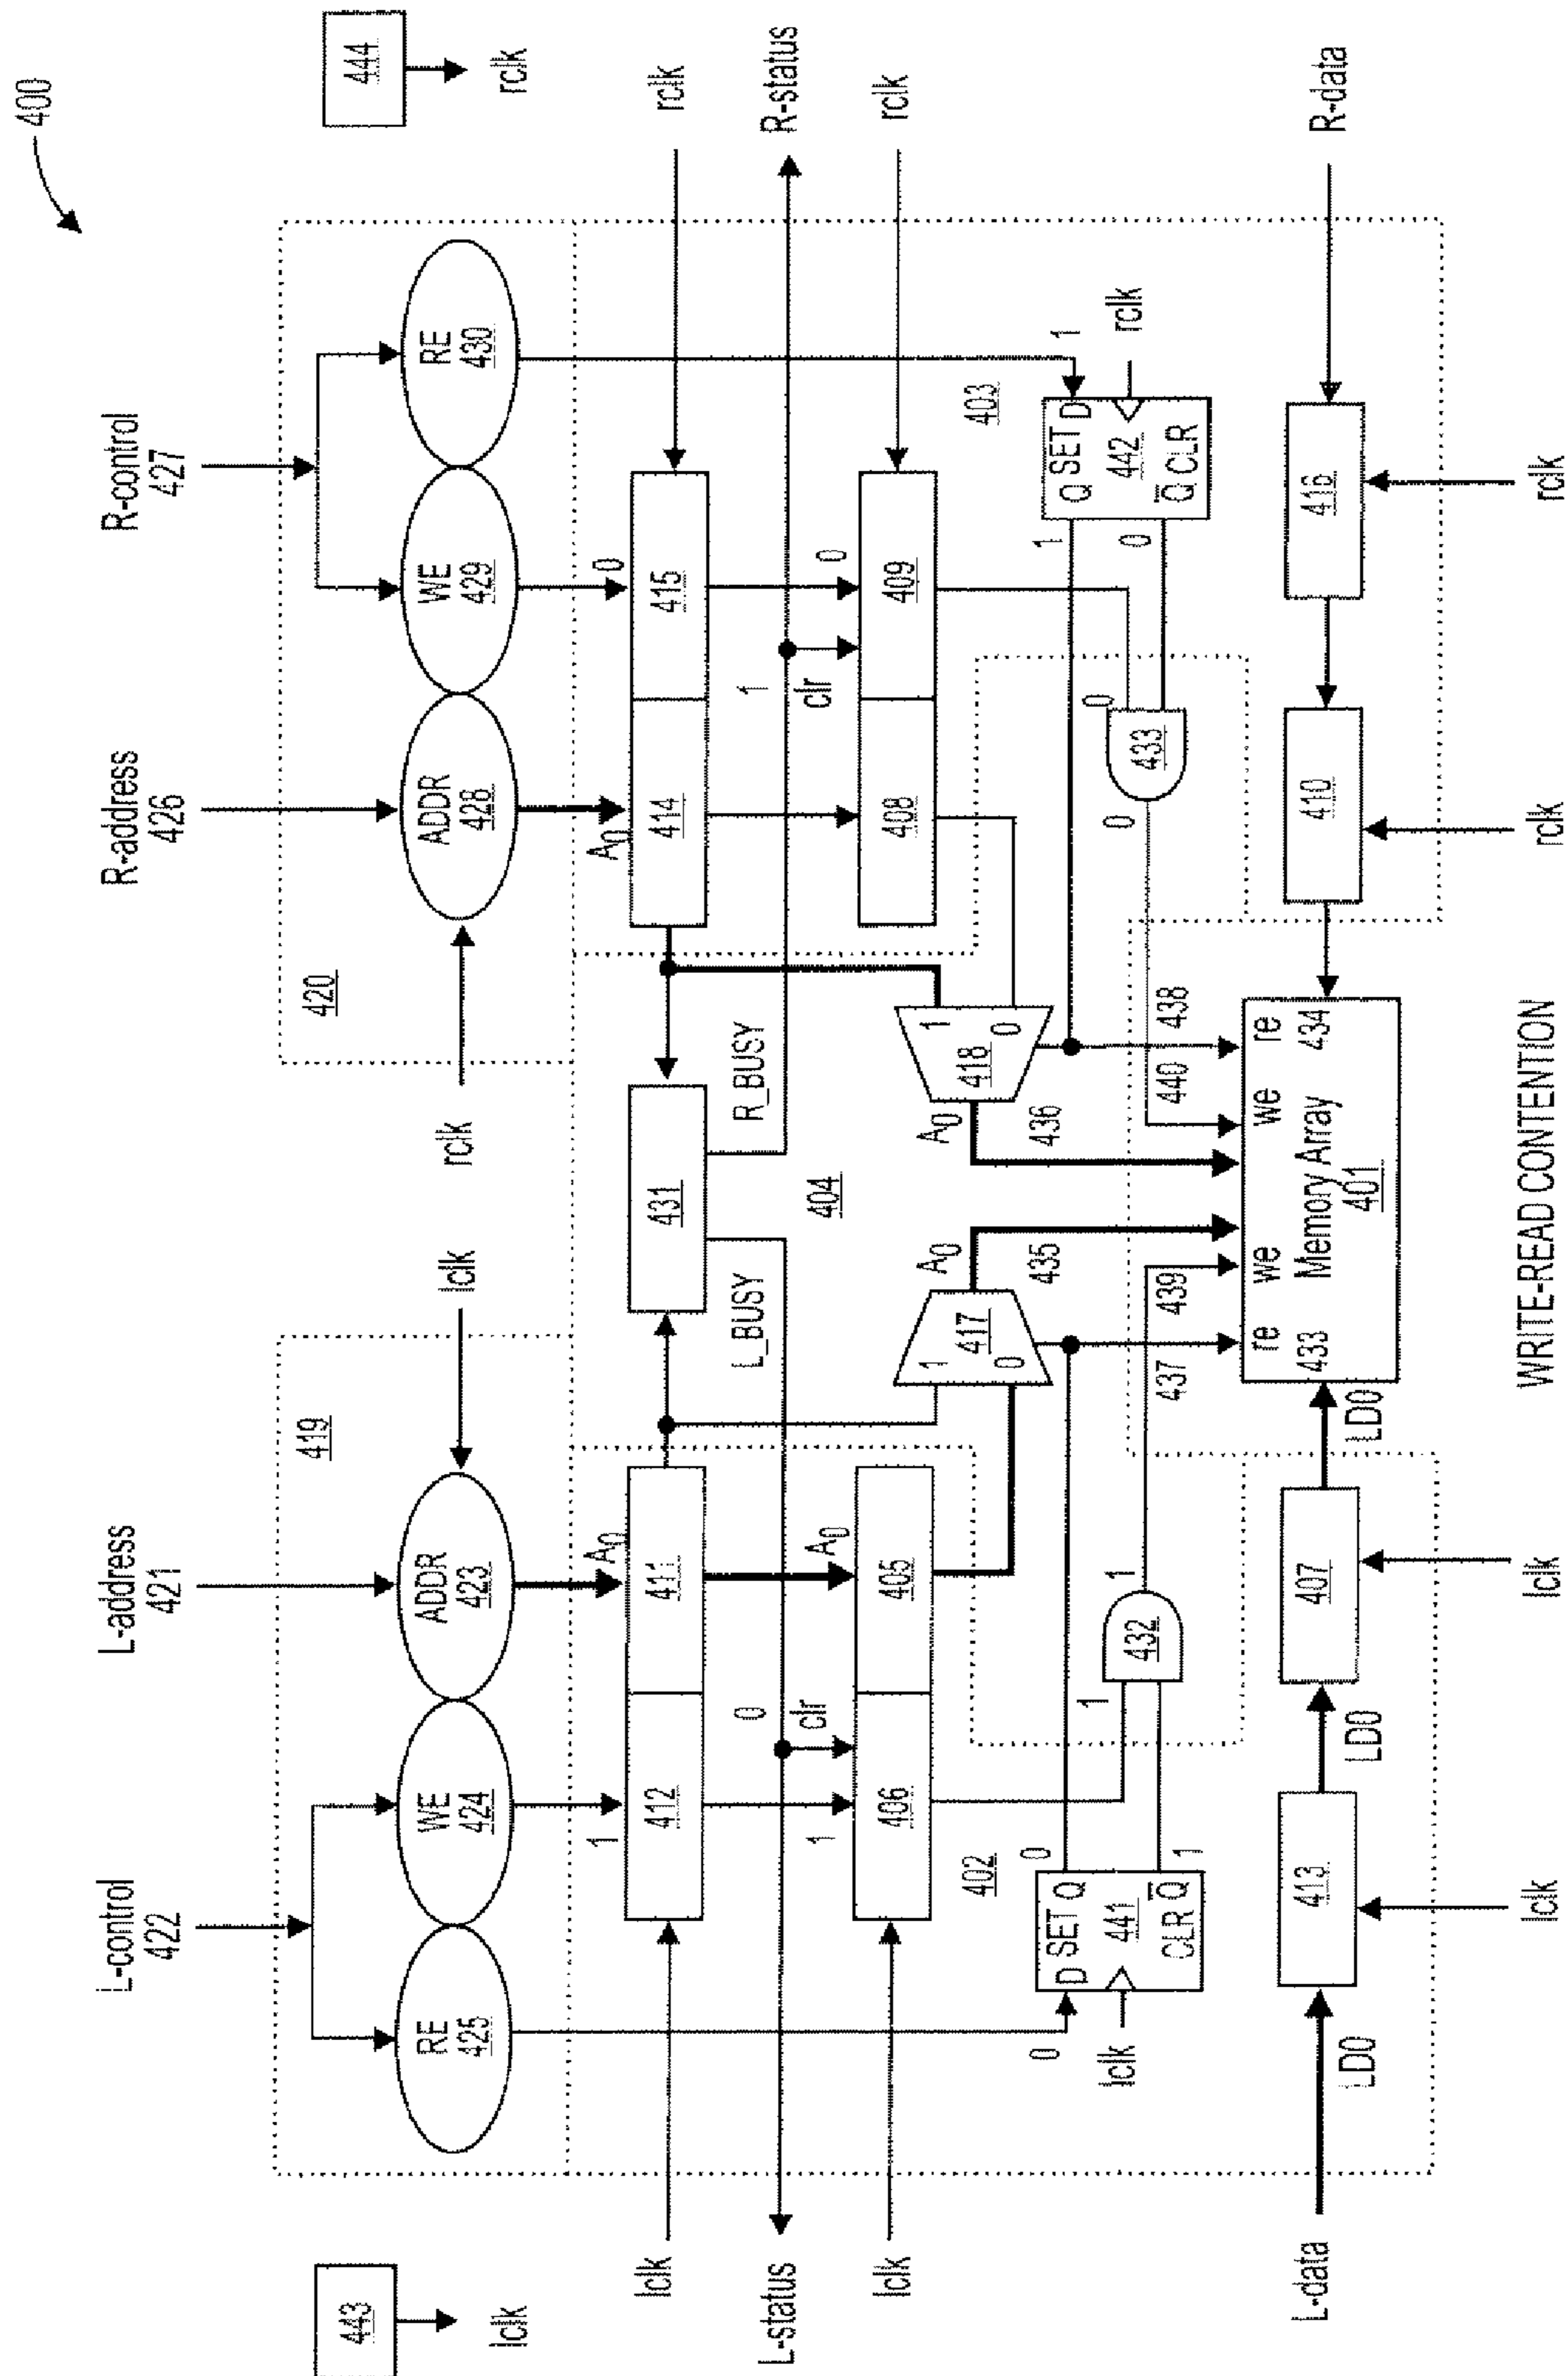 400
443
lclk
444
rclk
L-control
422
L-address
421
R-address
426
R-control
427
419
420
RE
425
WE
424
ADDR
423
lclk
rclk
ADDR
428
WE
429
RE
430
1
A0
A0
0
lclk
412
411
431
414
415
rclk
L-status
0
L_BUSY
R_BUSY
1
R-status
clr
clr
1
A0
404
0
lclk
406
405
408
409
rclk
1
0
417
1
0
418
402
403
0
0
A0
A0
1
1
D SET Q
441
CLR Q
lclk
1
1
432
1
435
436
0
433
0
1
0
Q SET D
442
Q CLR
rclk
437
439
440
438
re
we
we
re
433
Memory Array
401
434
L-data
LD0
413
LD0
407
LD0
410
416
R-data
lclk
lclk
rclk
rclk
WRITE-READ CONTENTION